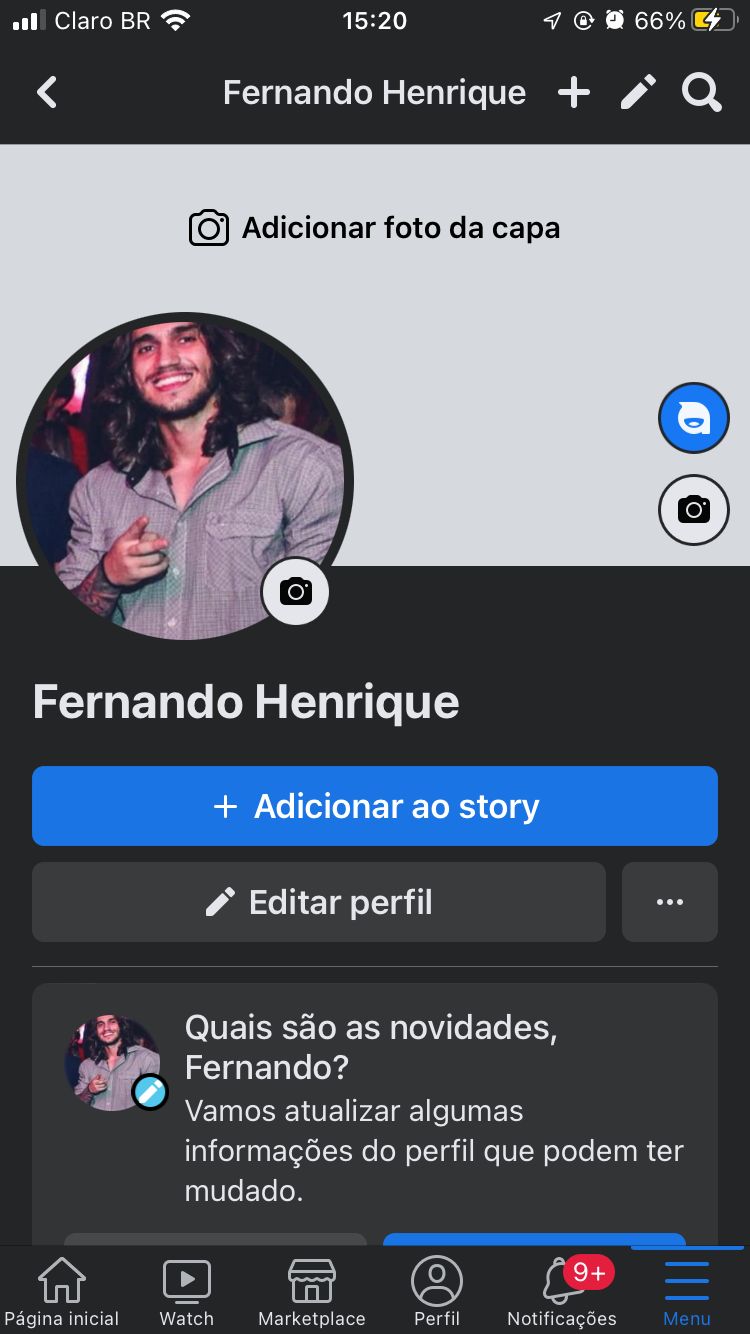 Claro BR 15:20 66%
Fernando Henrique
Adicionar foto da capa
Fernando Henrique
+ Adicionar ao story
Editar perfil
Quais são as novidades,
Fernando?
Vamos atualizar algumas
informações do perfil que podem ter
mudado.
9+
Página inicial Watch Marketplace Perfil Notificações Menu